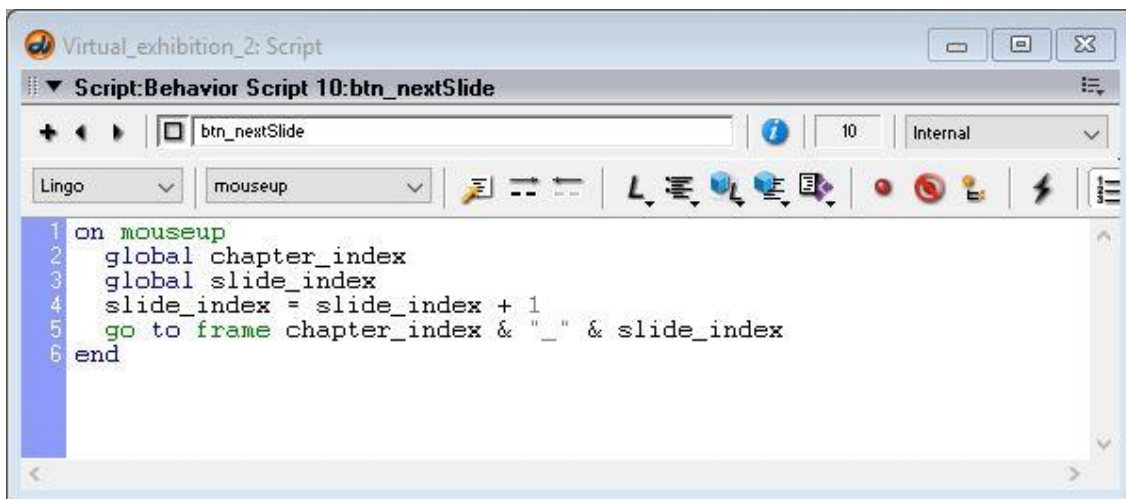 Virtual_exhibition_2: Script
Script:Behavior Script 10:btn_nextSlide
btn_nextSlide 10 Internal
Lingo mouseup L L
1 on mouseup
2 global chapter_index
3 global slide_index
4 slide_index = slide_index + 1
5 go to frame chapter_index & "_" & slide_index
6 end